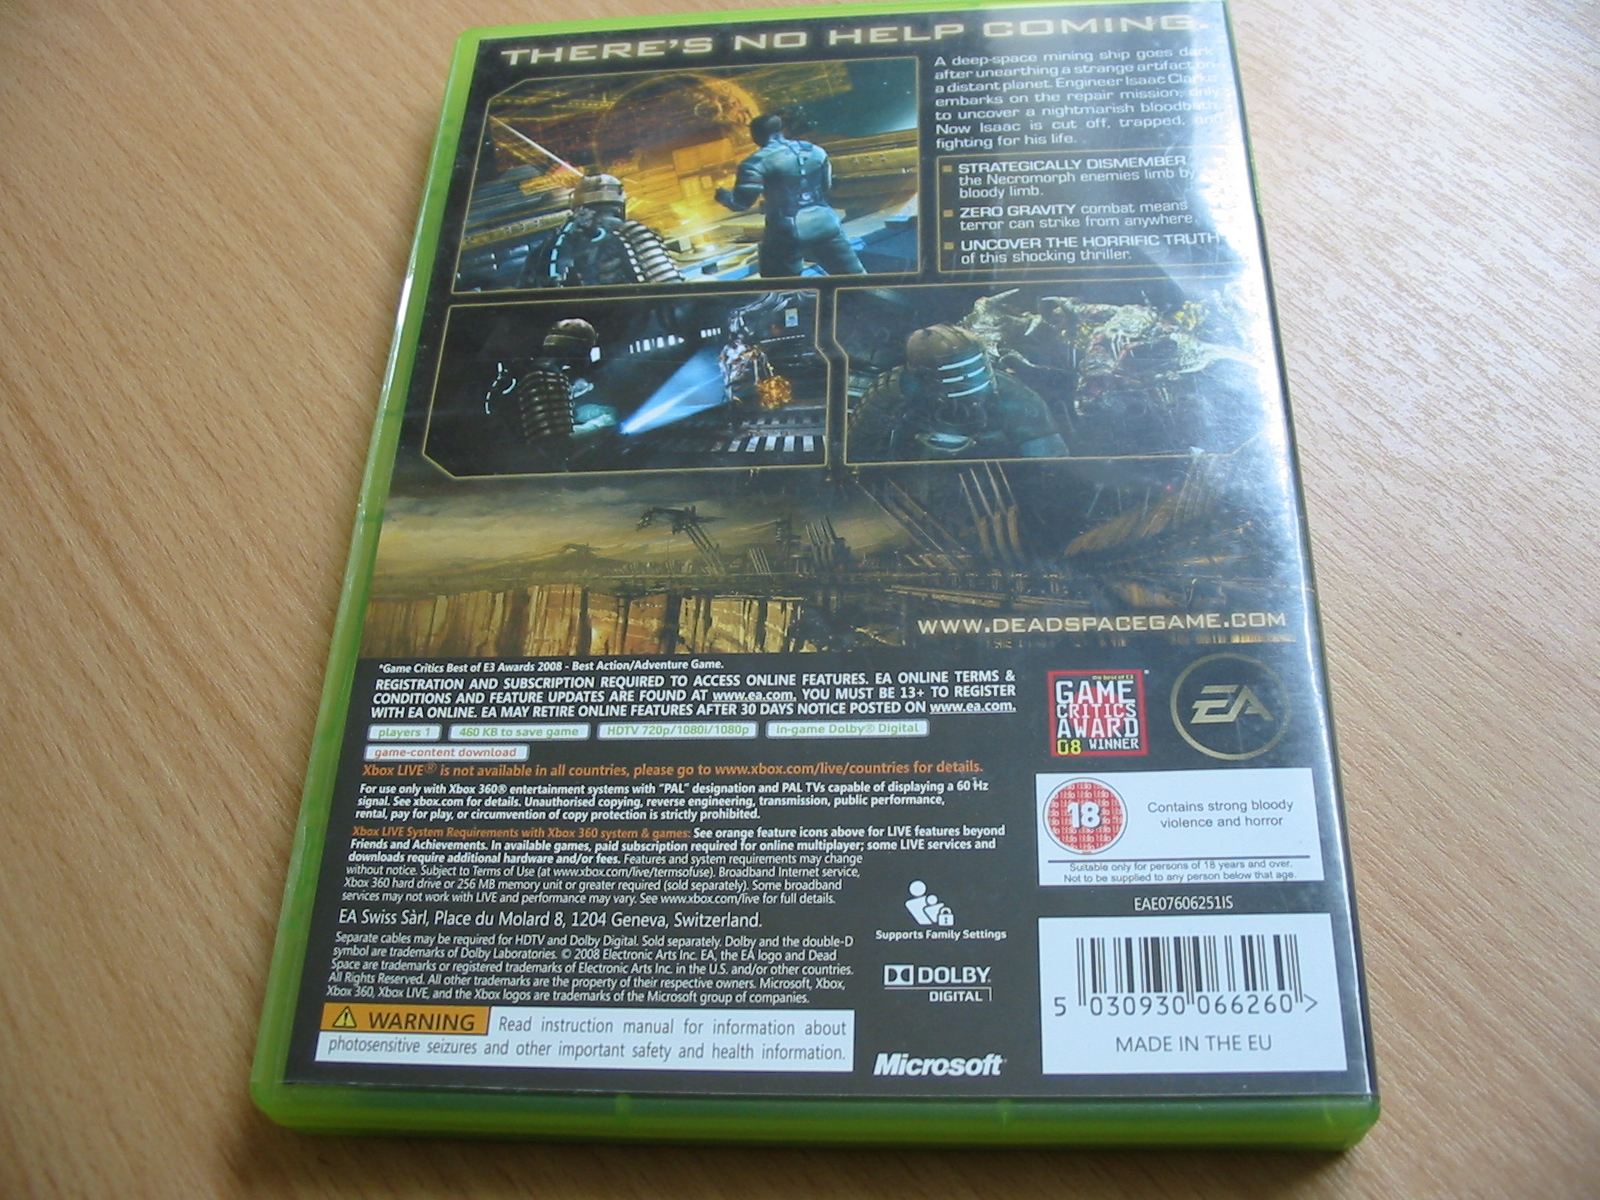 THERE'S NO HELP COMING.
A deep-space mining ship goes dark
after unearthing a strange artifact on
a distant planet. Engineer Isaac Clarke
embarks on the repair mission, only
to uncover a nightmarish bloodbath.
Now Isaac is cut off, trapped, and
fighting for his life.
STRATEGICALLY DISMEMBER
the Necromorph enemies limb by
bloody limb.
ZERO GRAVITY combat means
terror can strike from anywhere.
UNCOVER THE HORRIFIC TRUTH
of this shocking thriller.
WWW.DEADSPACEGAME.COM
*Game Critics Best of E3 Awards 2008 - Best Action/Adventure Game.
REGISTRATION AND SUBSCRIPTION REQUIRED TO ACCESS ONLINE FEATURES. EA ONLINE TERMS &
CONDITIONS AND FEATURE UPDATES ARE FOUND AT www.ea.com. YOU MUST BE 13+ TO REGISTER
WITH EA ONLINE. EA MAY RETIRE ONLINE FEATURES AFTER 30 DAYS NOTICE POSTED ON www.ea.com.
players 1 460 KB to save game HDTV 720p/1080i/1080p in-game Dolby® Digital
game-content download
Xbox LIVE® is not available in all countries, please go to www.xbox.com/live/countries for details.
For use only with Xbox 360® entertainment systems with "PAL" designation and PAL TVs capable of displaying a 60 Hz
signal. See xbox.com for details. Unauthorised copying, reverse engineering, transmission, public performance,
rental, pay for play, or circumvention of copy protection is strictly prohibited.
Xbox LIVE System Requirements with Xbox 360 system & games: See orange feature icons above for LIVE features beyond
Friends and Achievements. In available games, paid subscription required for online multiplayer; some LIVE services and
downloads require additional hardware and/or fees. Features and system requirements may change
without notice. Subject to Terms of Use (at www.xbox.com/live/termsofuse). Broadband Internet service,
Xbox 360 hard drive or 256 MB memory unit or greater required (sold separately). Some broadband
services may not work with LIVE and performance may vary. See www.xbox.com/live for full details.
EA Swiss Sàrl, Place du Molard 8, 1204 Geneva, Switzerland.
Separate cables may be required for HDTV and Dolby Digital. Sold separately. Dolby and the double-D
symbol are trademarks of Dolby Laboratories. © 2008 Electronic Arts Inc. EA, the EA logo and Dead
Space are trademarks or registered trademarks of Electronic Arts Inc. in the U.S. and/or other countries.
All Rights Reserved. All other trademarks are the property of their respective owners. Microsoft, Xbox,
Xbox 360, Xbox LIVE, and the Xbox logos are trademarks of the Microsoft group of companies.
WARNING Read instruction manual for information about
photosensitive seizures and other important safety and health information.
GAME
CRITICS
AWARD
08 WINNER
EA
18
Contains strong bloody
violence and horror
Suitable only for persons of 18 years and over.
Not to be supplied to any person below that age.
EAE07606251IS
Supports Family Settings
DOLBY
DIGITAL
Microsoft
5 030930 066260 >
MADE IN THE EU